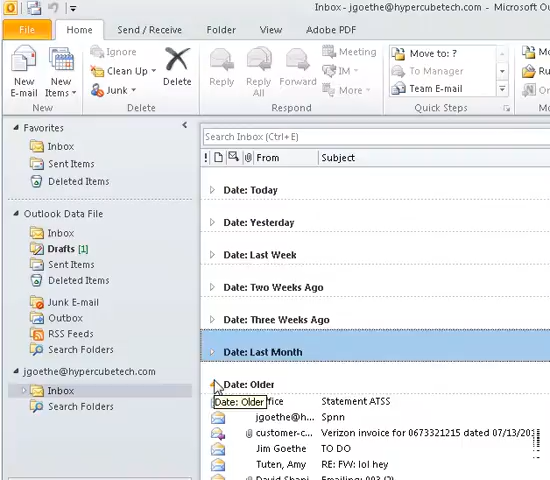 Inbox - jgoethe@hypercubetech.com - Microsoft Ou
File Home Send / Receive Folder View Adobe PDF
New E-mail
New Items
Ignore
Clean Up
Junk
Delete
Reply
Reply All
Forward
Meeting
IM
More
Move to: ?
To Manager
Team E-mail
New Delete Respond Quick Steps
Favorites
Inbox
Sent Items
Deleted Items
Outlook Data File
Inbox
Drafts [1]
Sent Items
Deleted Items
Junk E-mail
Outbox
RSS Feeds
Search Folders
jgoethe@hypercubetech.com
Inbox
Search Folders
Search Inbox (Ctrl+E)
! From Subject
Date: Today
Date: Yesterday
Date: Last Week
Date: Two Weeks Ago
Date: Three Weeks Ago
Date: Last Month
Date: Older
Date: Older
fice Statement ATSS
jgoethe@h... Spnn
customer-c... Verizon invoice for 0673321215 dated 07/13/201
Jim Goethe TO DO
Tuten, Amy RE: FW: lol hey